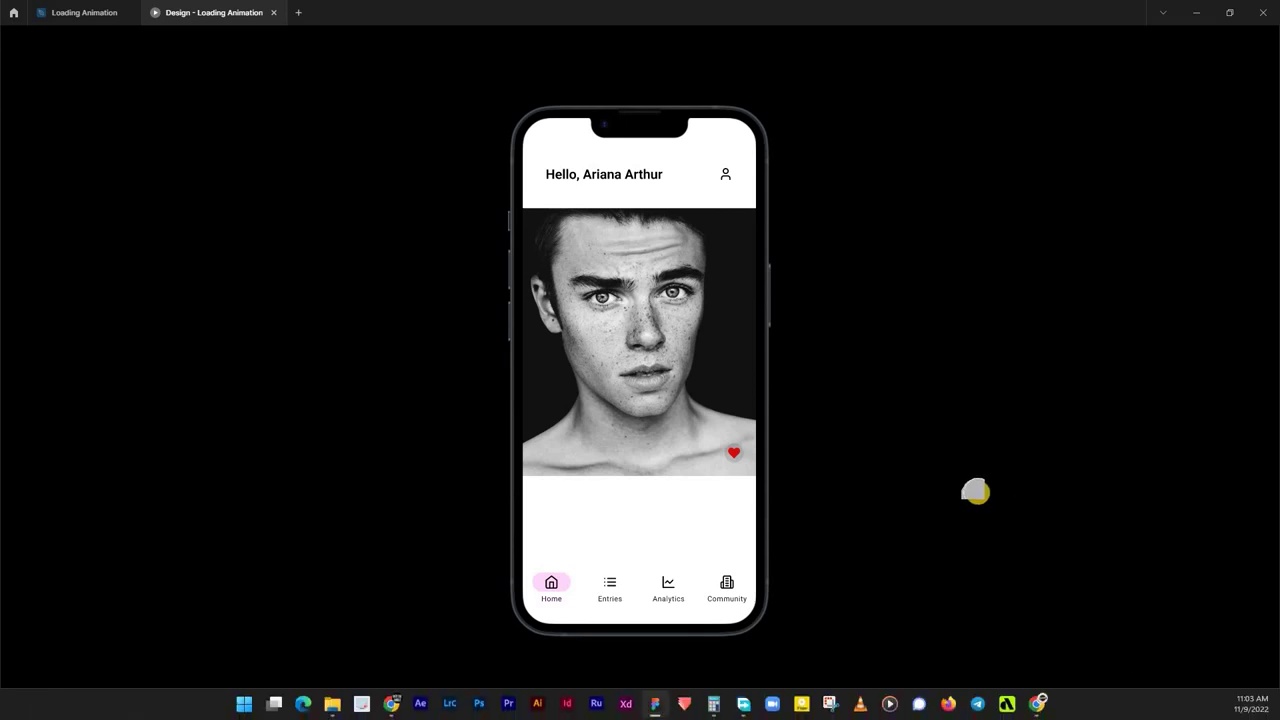 Loading Animation
Design - Loading Animation
Hello, Ariana Arthur
Home
Entries
Analytics
Community
Ae
Lrc
Ps
Pr
Ai
Id
Ru
Xd
11:03 AM
11/9/2022